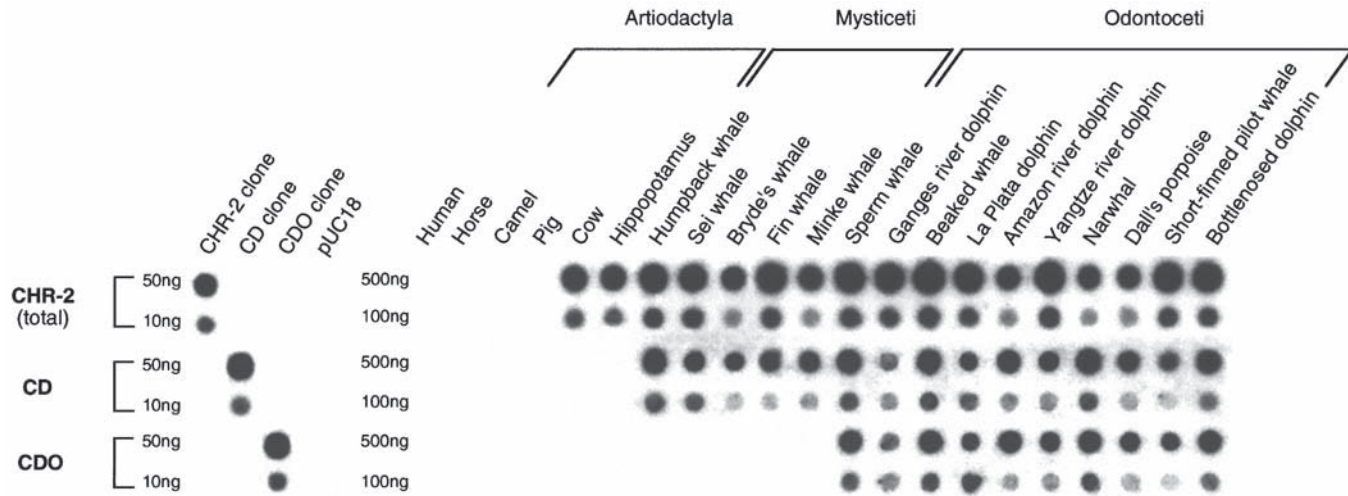 Artiodactyla Mysticeti Odontoceti
CHR-2 clone
CD clone
CDO clone
pUC18
Human
Horse
Camel
Pig
Cow
Hippopotamus
Humpback whale
Sei whale
Bryde's whale
Fin whale
Minke whale
Sperm whale
Ganges river dolphin
Beaked whale
La Plata dolphin
Amazon river dolphin
Yangtze river dolphin
Narwhal
Dall's porpoise
Short-finned pilot whale
Bottlenosed dolphin
CHR-2
(total)
50ng 500ng
10ng 100ng
CD
50ng 500ng
10ng 100ng
CDO
50ng 500ng
10ng 100ng